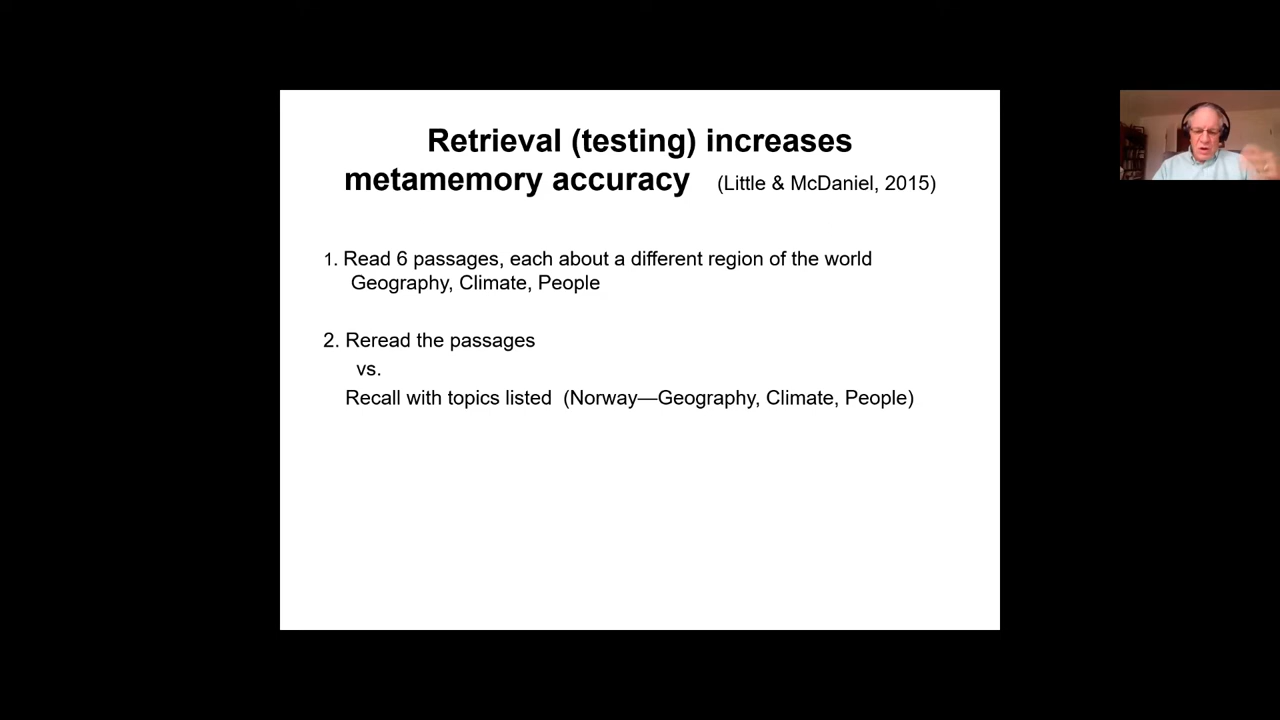 Retrieval (testing) increases
metamemory accuracy (Little & McDaniel, 2015)
1. Read 6 passages, each about a different region of the world
Geography, Climate, People
2. Reread the passages
vs.
Recall with topics listed (Norway—Geography, Climate, People)